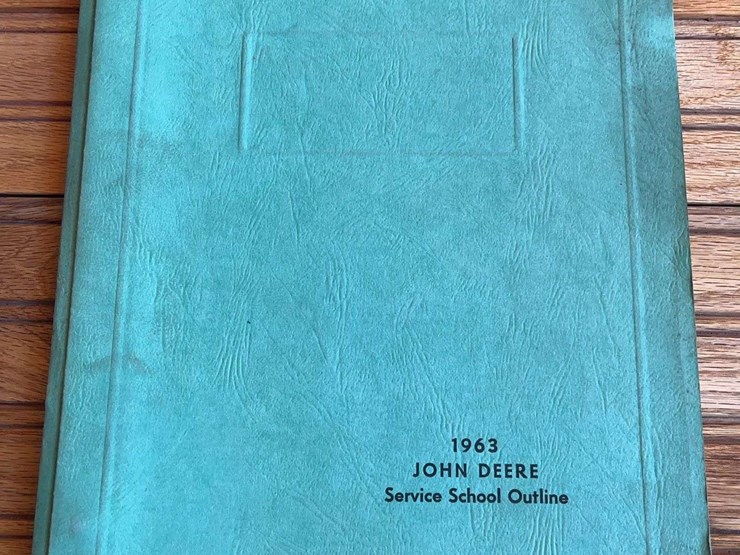 1963
JOHN DEERE
Service School Outline